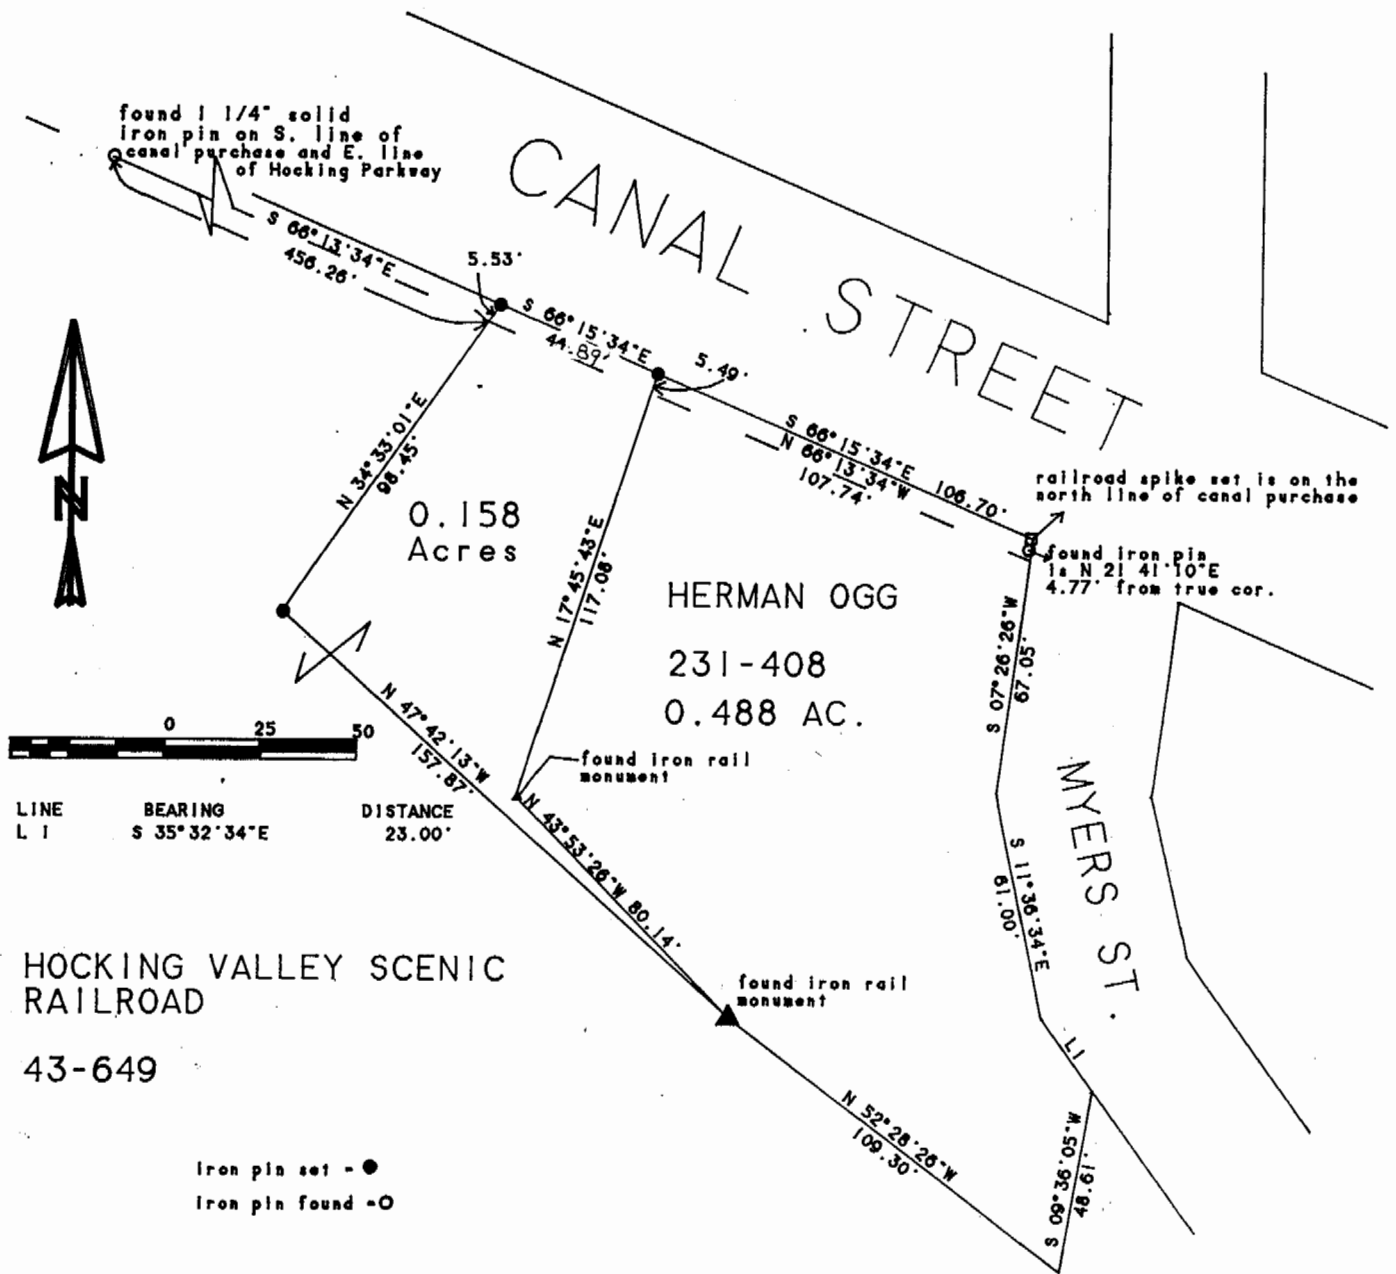 found 1 1/4" solid
iron pin on S. line of
canal purchase and E. line
of Hocking Parkway
CANAL STREET
S 66°13'34"E
456.26'
5.53'
S 66°15'34"E
44.89'
5.49'
S 66°15'34"E 106.70'
N 66°13'34"W
107.74'
railroad spike set is on the
north line of canal purchase
found iron pin
is N 21 41'10"E
4.77' from true cor.
N
N 34°33'01"E
98.45'
0.158
Acres
N 17°45'43"E
117.08'
HERMAN OGG
231-408
0.488 AC.
S 07°26'26"W
67.05'
N 47°42'13"W
157.87'
found iron rail
monument
0 25 50
LINE BEARING DISTANCE
L 1 S 35°32'34"E 23.00'
N 43°53'26"W 80.14'
S 11°36'34"E
61.00'
MYERS ST.
HOCKING VALLEY SCENIC
RAILROAD
43-649
found iron rail
monument
L1
N 52°28'26"W
109.30'
S 09°36'05"W
48.61'
iron pin set -
iron pin found -